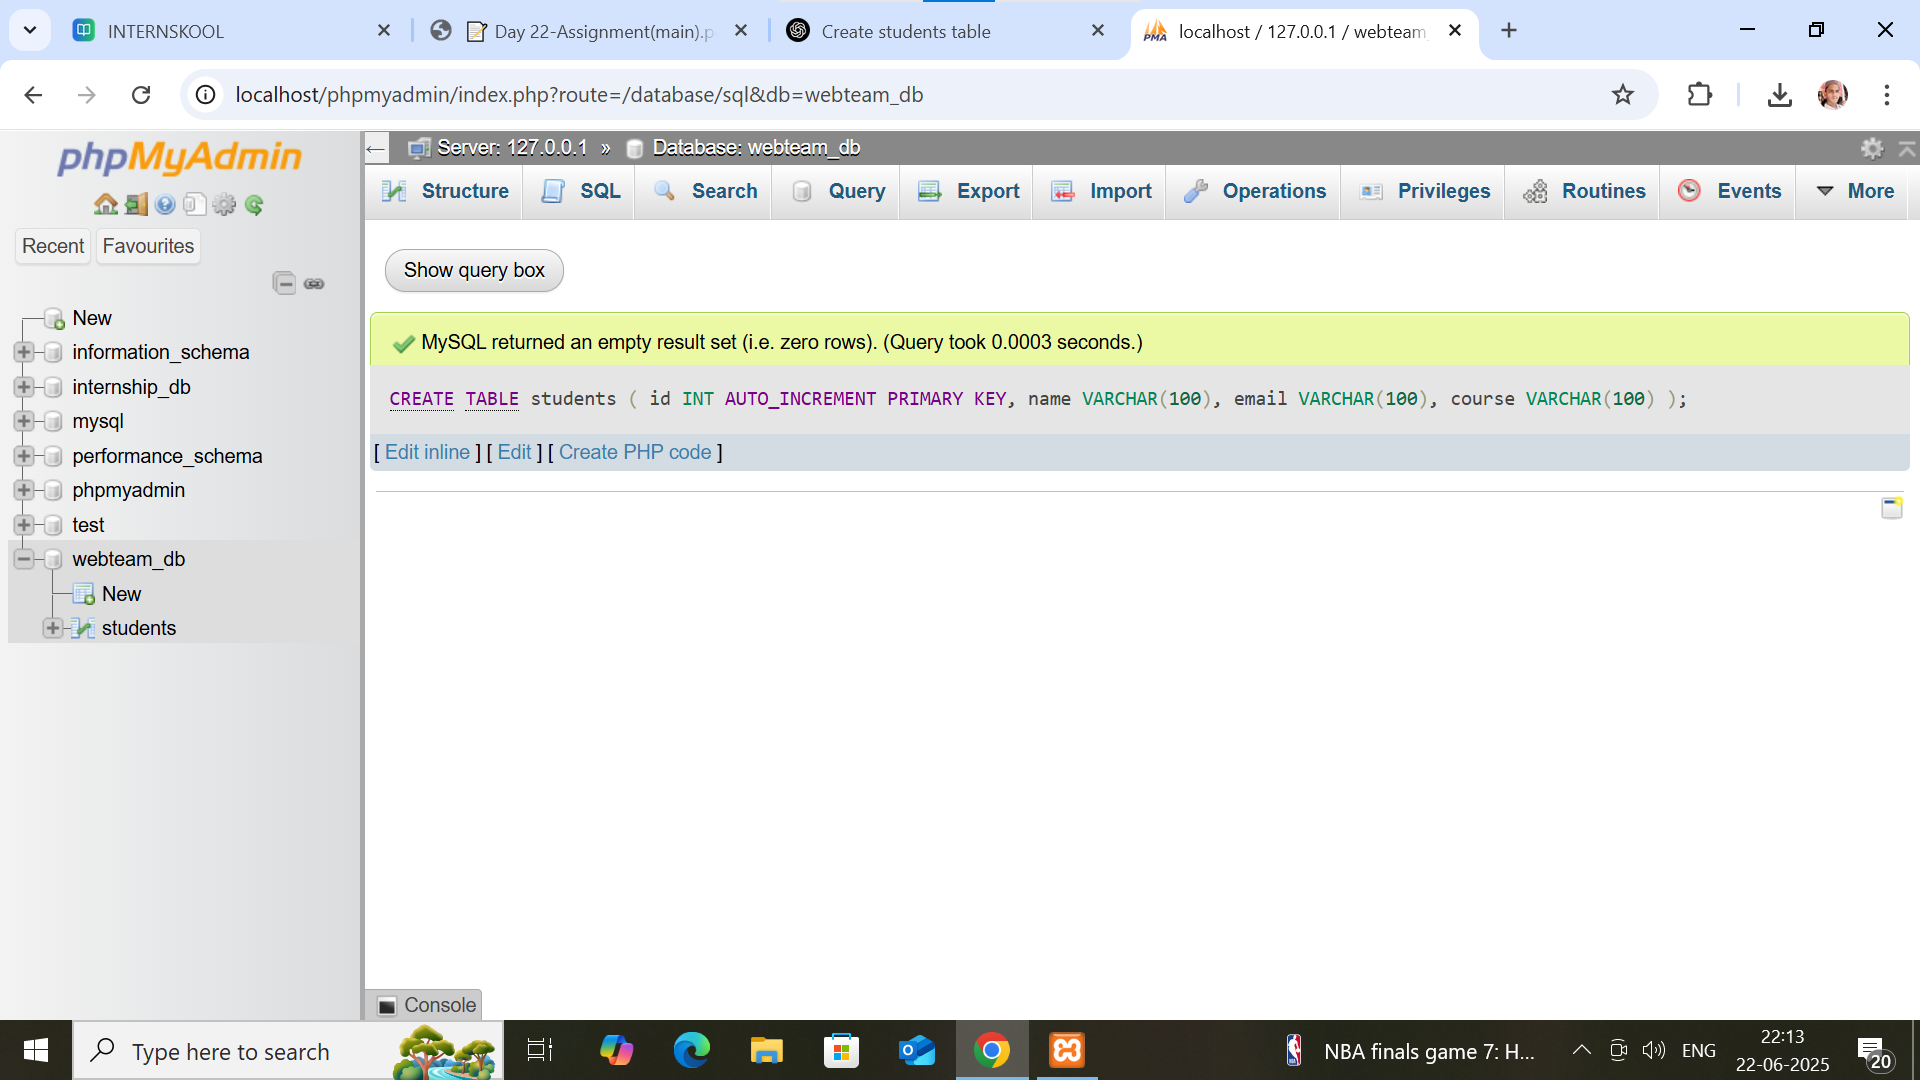 INTERNSKOOL
Day 22-Assignment(main).p
Create students table
localhost / 127.0.0.1 / webteam_
localhost/phpmyadmin/index.php?route=/database/sql&db=webteam_db
phpMyAdmin
Recent
Favourites
New
information_schema
internship_db
mysql
performance_schema
phpmyadmin
test
webteam_db
New
students
Server: 127.0.0.1 » Database: webteam_db
Structure
SQL
Search
Query
Export
Import
Operations
Privileges
Routines
Events
More
Show query box
MySQL returned an empty result set (i.e. zero rows). (Query took 0.0003 seconds.)
CREATE TABLE students ( id INT AUTO_INCREMENT PRIMARY KEY, name VARCHAR(100), email VARCHAR(100), course VARCHAR(100) );
[ Edit inline ] [ Edit ] [ Create PHP code ]
Console
Type here to search
NBA finals game 7: H...
ENG
22:13
22-06-2025
20